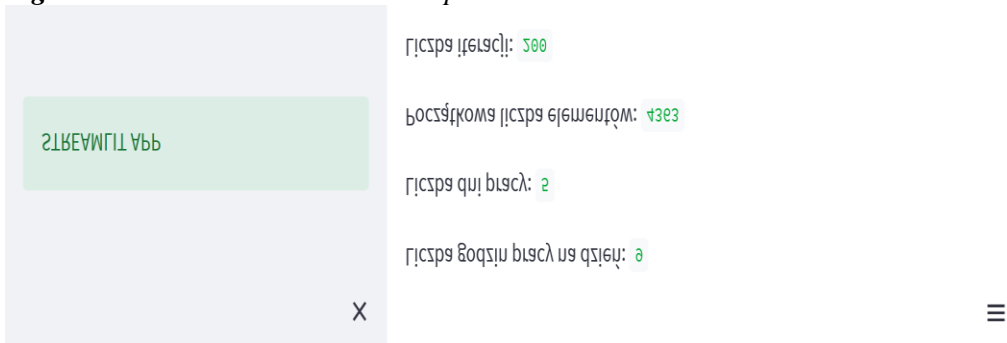 STREAMLIT APP
Liczba godzin pracy na dzień: 9
Liczba dni pracy: 5
Początkowa liczba elementów: 4363
Liczba iteracji: 200